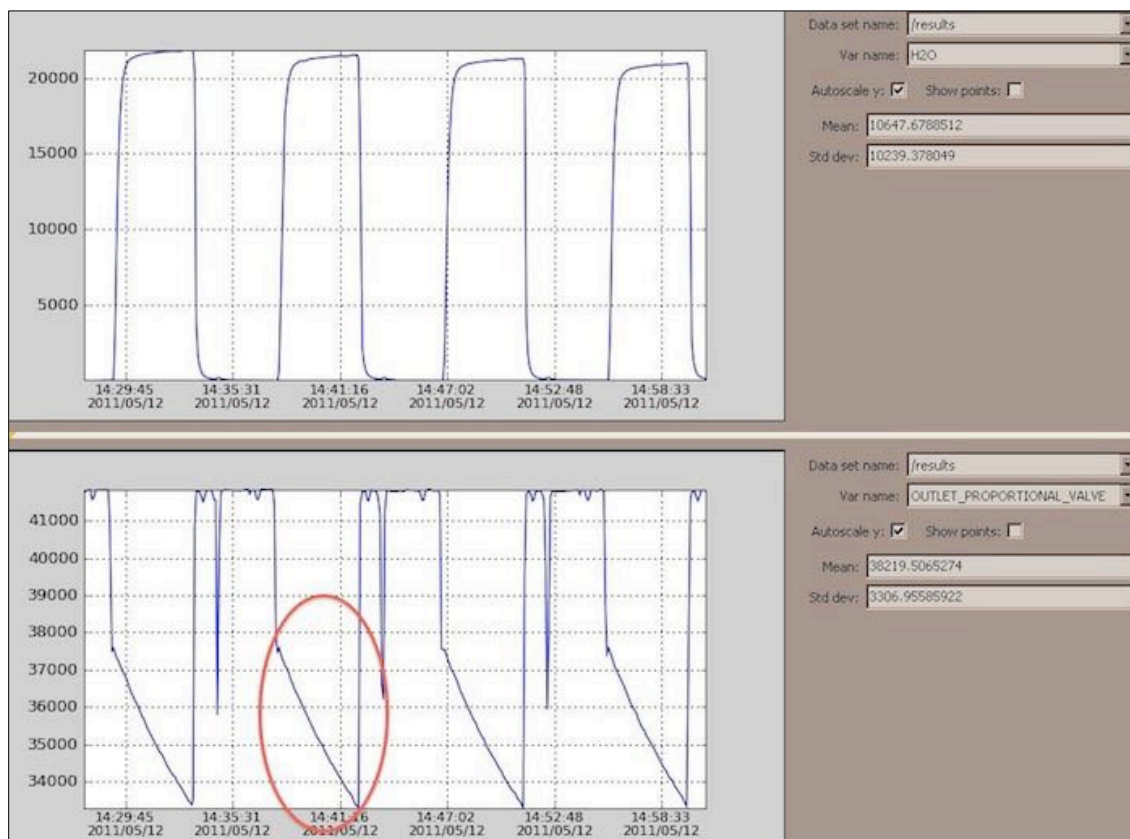 20000
15000
10000
5000
14:29:45 14:35:31 14:41:16 14:47:02 14:52:48 14:58:33
2011/05/12 2011/05/12 2011/05/12 2011/05/12 2011/05/12 2011/05/12
Data set name: /results
Var name: H2O
Autoscale y: Show points:
Mean: 10647.6788512
Std dev: 10239.378049
41000
40000
39000
38000
37000
36000
35000
34000
14:29:45 14:35:31 14:41:16 14:47:02 14:52:48 14:58:33
2011/05/12 2011/05/12 2011/05/12 2011/05/12 2011/05/12 2011/05/12
Data set name: /results
Var name: OUTLET_PROPORTIONAL_VALVE
Autoscale y: Show points:
Mean: 38219.5065274
Std dev: 3306.95585922